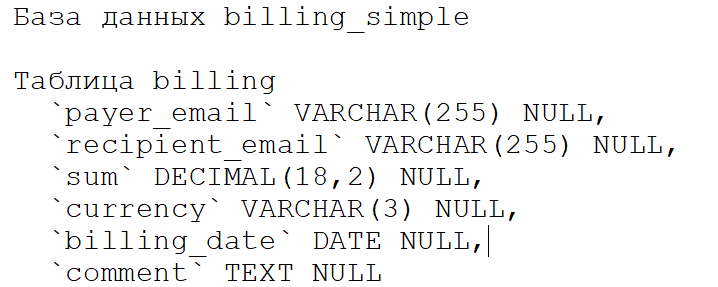 База данных billing_simple
Таблица billing
`payer_email` VARCHAR(255) NULL,
`recipient_email` VARCHAR(255) NULL,
`sum` DECIMAL(18,2) NULL,
`currency` VARCHAR(3) NULL,
`billing_date` DATE NULL,
`comment` TEXT NULL